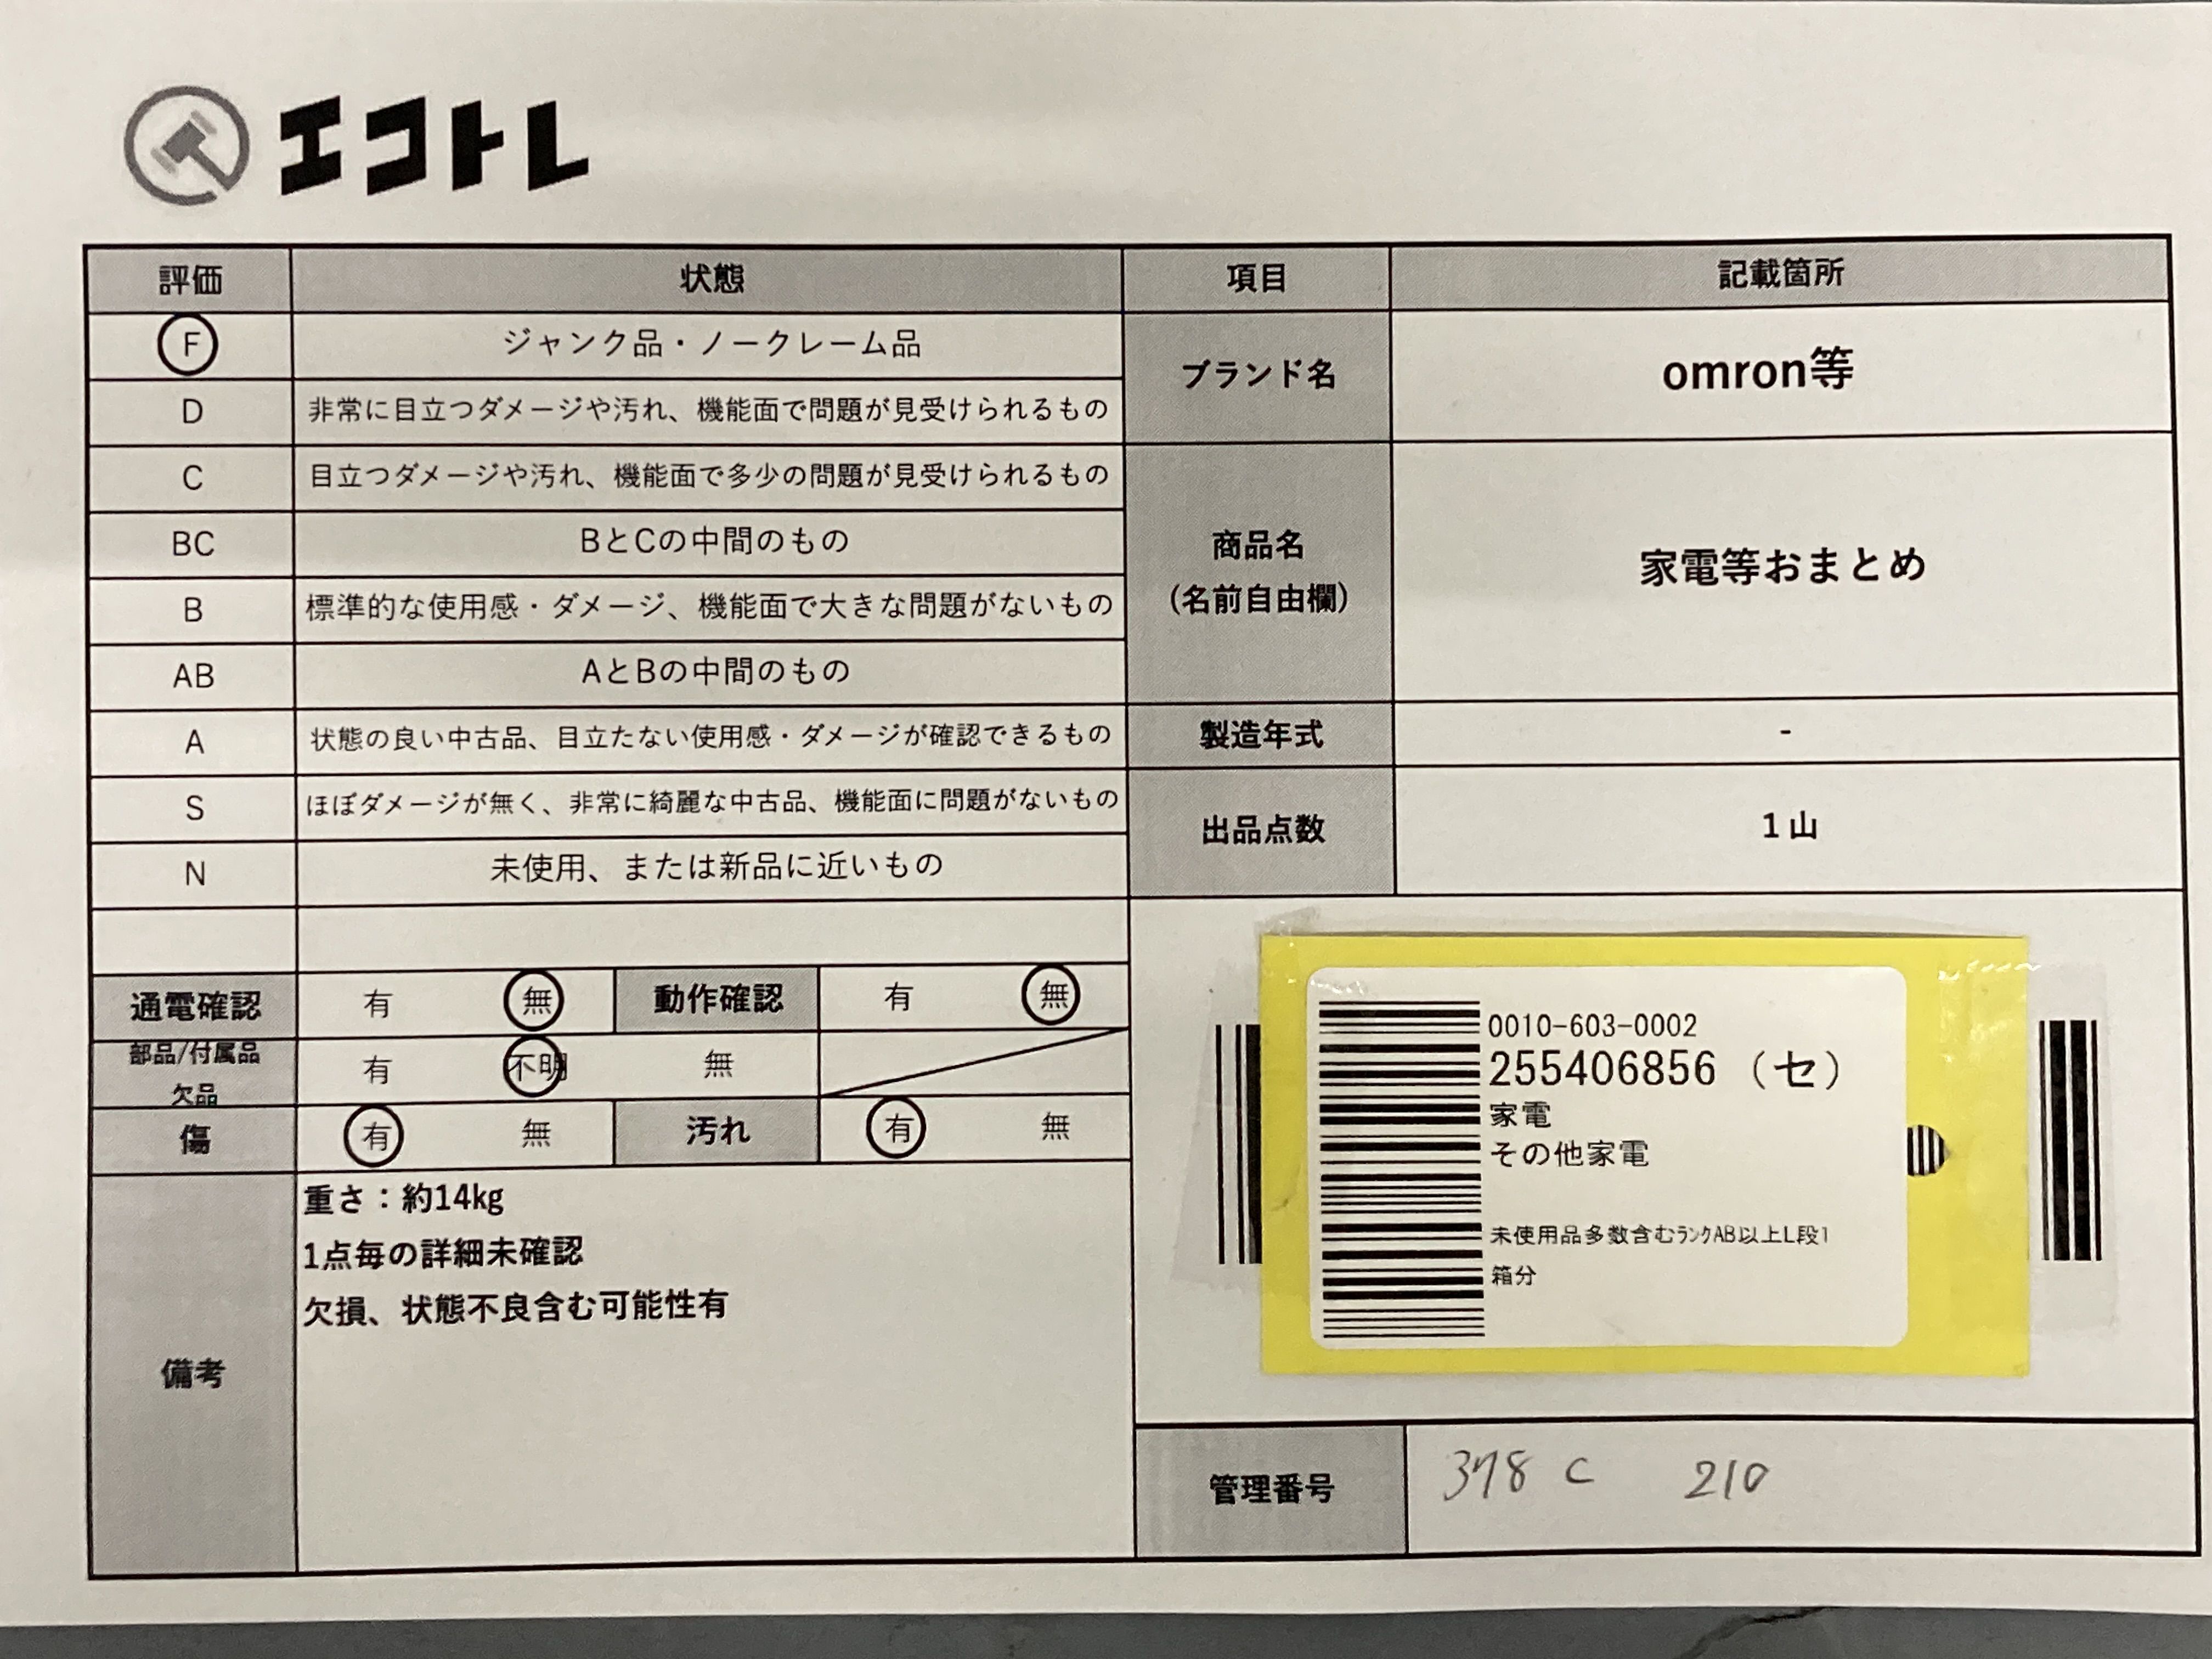 エコトレ
評価 状態 項目 記載箇所
F ジャンク品・ノークレーム品
D 非常に目立つダメージや汚れ、機能面で問題が見受けられるもの
C 目立つダメージや汚れ、機能面で多少の問題が見受けられるもの
BC BとCの中間のもの
B 標準的な使用感・ダメージ、機能面で大きな問題がないもの
AB AとBの中間のもの
A 状態の良い中古品、目立たない使用感・ダメージが確認できるもの
S ほぼダメージが無く、非常に綺麗な中古品、機能面に問題がないもの
N 未使用、または新品に近いもの
ブランド名 omron等
商品名
(名前自由欄)
家電等おまとめ
製造年式 -
出品点数 1山
通電確認 有 無 動作確認 有 無
部品/付属品
欠品
有 不明 無
傷 有 無 汚れ 有 無
備考
重さ：約14kg
1点毎の詳細未確認
欠損、状態不良含む可能性有
0010-603-0002
255406856 (セ)
家電
その他家電
未使用品多数含むﾗﾝｸAB以上L段1
箱分
管理番号 378 C 210